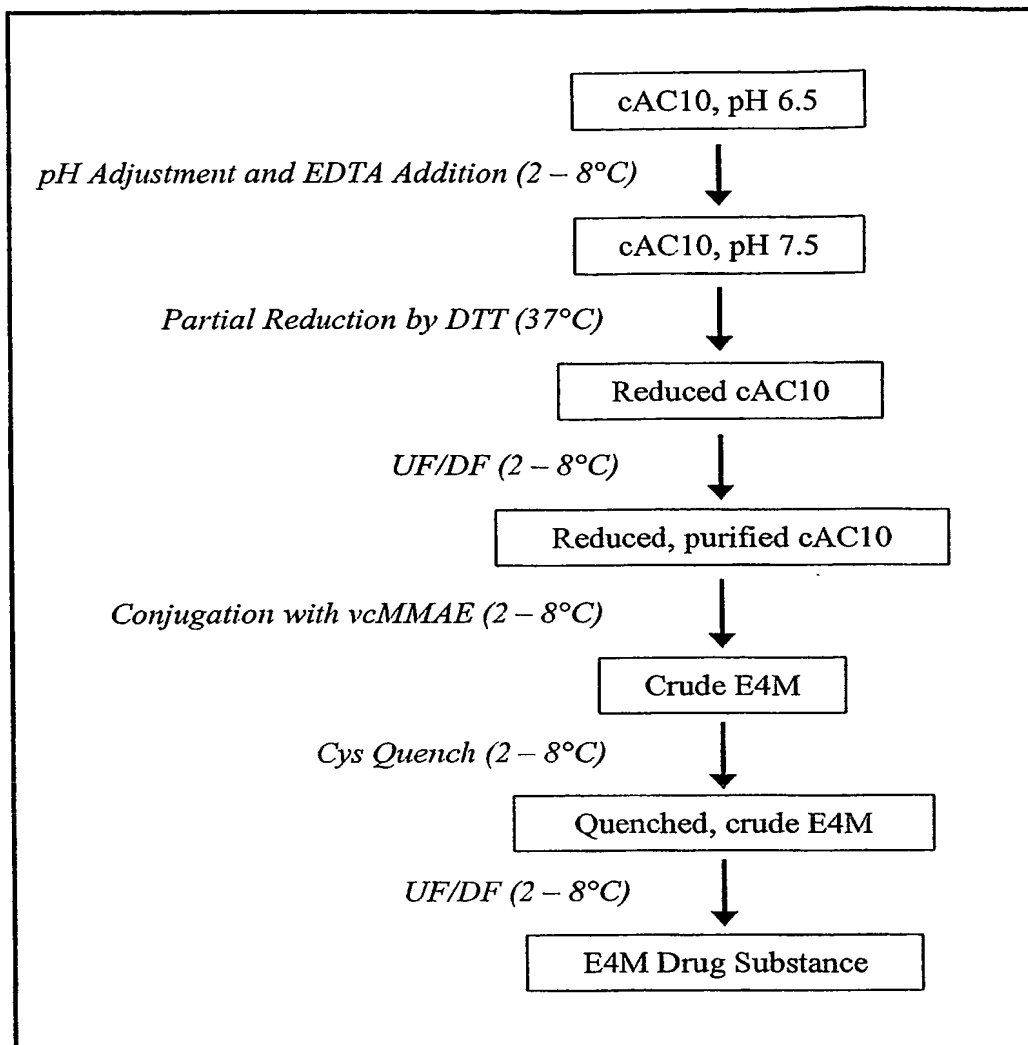 cAC10, pH 6.5
pH Adjustment and EDTA Addition (2 – 8°C)
cAC10, pH 7.5
Partial Reduction by DTT (37°C)
Reduced cAC10
UF/DF (2 – 8°C)
Reduced, purified cAC10
Conjugation with vcMMAE (2 – 8°C)
Crude E4M
Cys Quench (2 – 8°C)
Quenched, crude E4M
UF/DF (2 – 8°C)
E4M Drug Substance